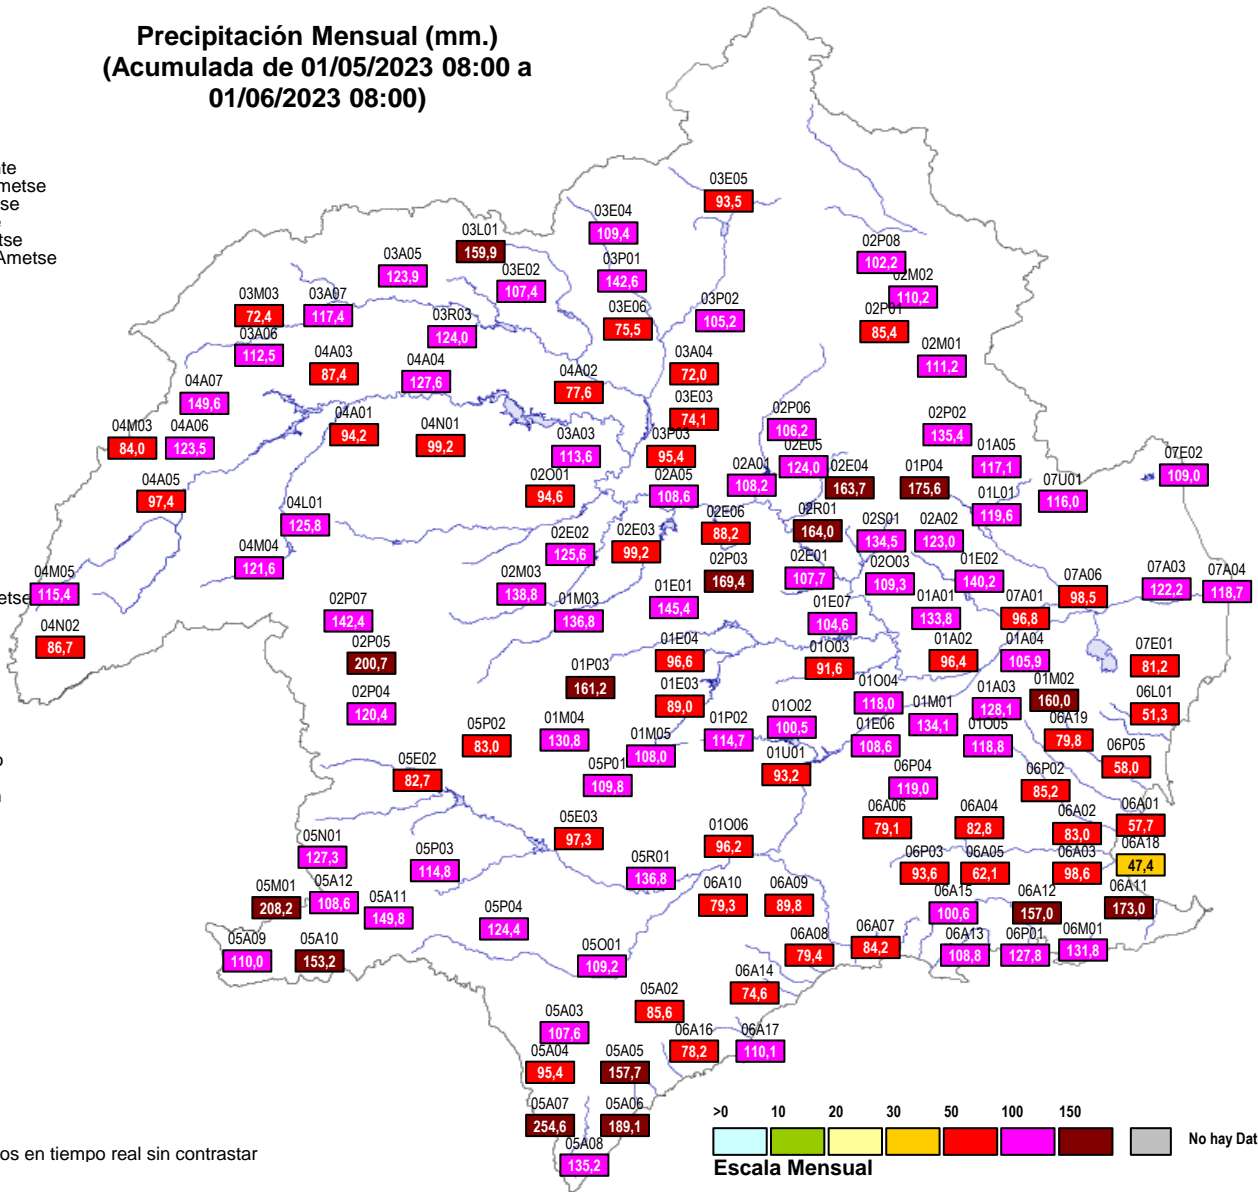 Precipitación Mensual (mm.)
(Acumulada de 01/05/2023 08:00 a
01/06/2023 08:00)
03E05
93,5
03E04
109,4
03L01
159,9
03A05
123,9
03E02
107,4
03P01
142,6
02P08
102,2
02M02
110,2
03M03
72,4
03A07
117,4
03R03
124,0
03E06
75,5
03P02
105,2
02P01
85,4
03A06
112,5
04A03
87,4
04A04
127,6
04A02
77,6
03A04
72,0
02M01
111,2
04A07
149,6
03E03
74,1
04M03
84,0
04A06
123,5
04A01
94,2
04N01
99,2
03A03
113,6
03P03
95,4
02P06
106,2
02P02
135,4
04A05
97,4
02O01
94,6
02A05
108,6
02A01
108,2
02E05
124,0
02E04
163,7
01P04
175,6
01A05
117,1
07U01
116,0
07E02
109,0
04L01
125,8
01L01
119,6
02E02
125,6
02E03
99,2
02E06
88,2
02R01
164,0
02S01
134,5
02A02
123,0
04M04
121,6
04M05
115,4
02M03
138,8
02P03
169,4
02E01
107,7
02O03
109,3
01E02
140,2
07A06
98,5
07A03
122,2
07A04
118,7
02P07
142,4
01M03
136,8
01E01
145,4
01E07
104,6
01A01
133,8
07A01
96,8
04N02
86,7
02P05
200,7
01E04
96,6
01O03
91,6
01A02
96,4
01A04
105,9
07E01
81,2
01P03
161,2
01E03
89,0
01O04
118,0
01A03
128,1
01M02
160,0
06L01
51,3
02P04
120,4
01O02
100,5
01M01
134,1
05P02
83,0
01M04
130,8
01M05
108,0
01P02
114,7
01E06
108,6
01O05
118,8
06A19
79,8
06P05
58,0
05E02
82,7
05P01
109,8
01U01
93,2
06P04
119,0
06P02
85,2
06A06
79,1
06A04
82,8
06A02
83,0
06A01
57,7
05E03
97,3
01O06
96,2
05N01
127,3
05P03
114,8
05R01
136,8
06P03
93,6
06A05
62,1
06A03
98,6
06A18
47,4
05M01
208,2
05A12
108,6
05A11
149,8
06A10
79,3
06A09
89,8
06A15
100,6
06A12
157,0
06A11
173,0
05P04
124,4
05A09
110,0
05A10
153,2
05O01
109,2
06A08
79,4
06A07
84,2
06A13
108,8
06P01
127,8
06M01
131,8
05A02
85,6
06A14
74,6
05A03
107,6
06A16
78,2
06A17
110,1
05A04
95,4
05A05
157,7
05A07
254,6
05A06
189,1
05A08
135,2
>0 10 20 30 50 100 150
No hay Dat
Escala Mensual
os en tiempo real sin contrastar